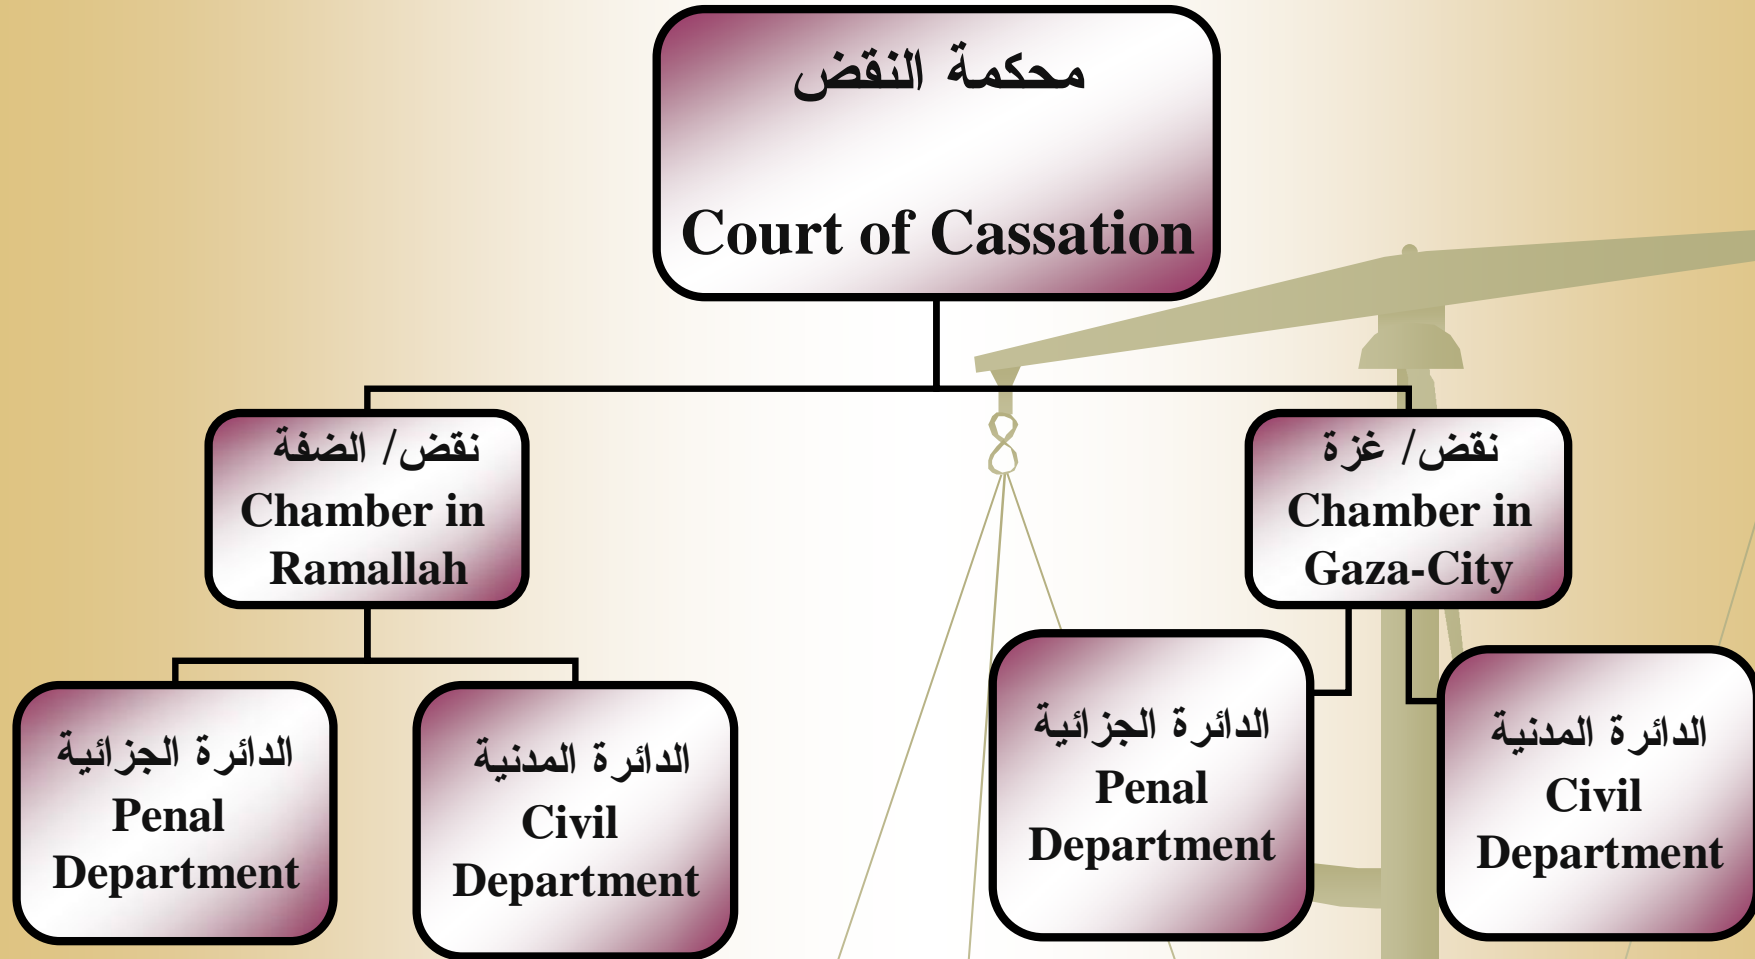 محكمة النقض
Court of Cassation
نقض/ الضفة
Chamber in
Ramallah
نقض/ غزة
Chamber in
Gaza-City
الدائرة الجزائية
Penal
Department
الدائرة المدنية
Civil
Department
الدائرة الجزائية
Penal
Department
الدائرة المدنية
Civil
Department